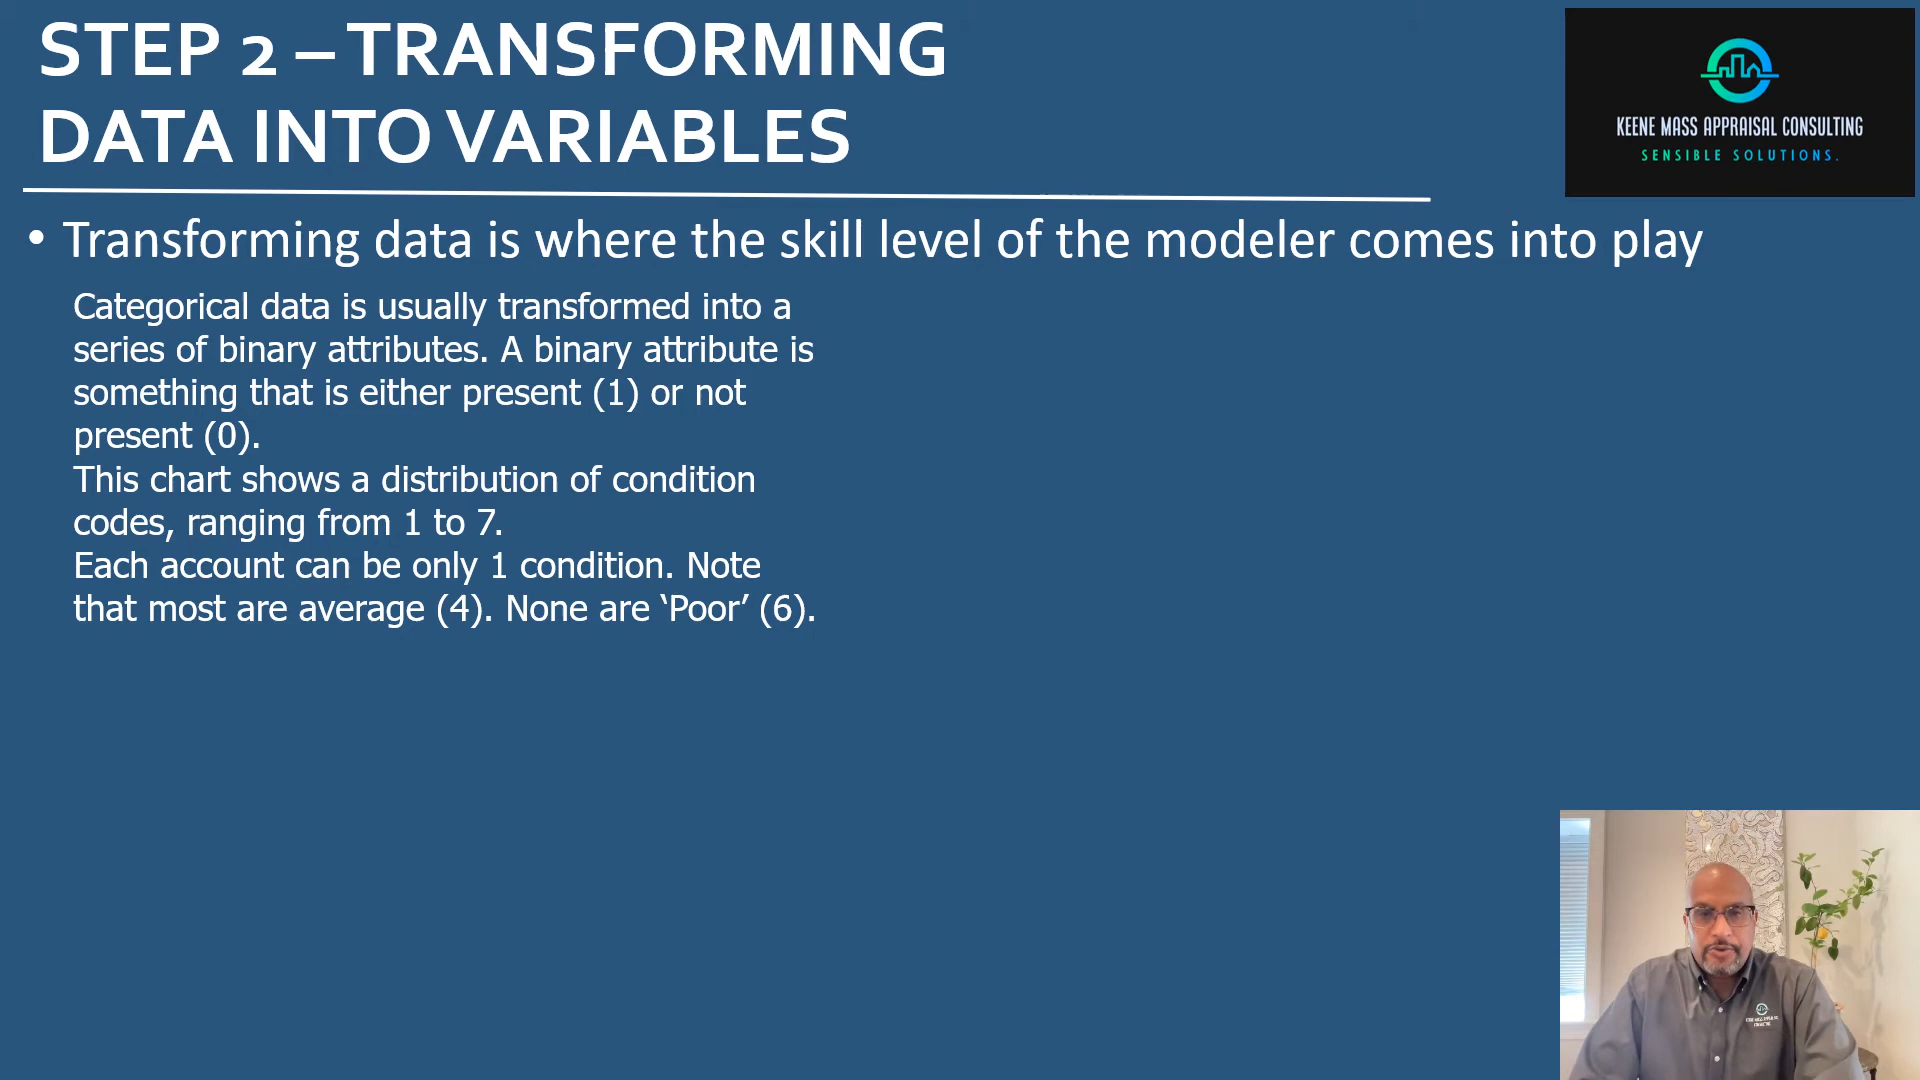 STEP 2 – TRANSFORMING
DATA INTO VARIABLES
KEENE MASS APPRAISAL CONSULTING
SENSIBLE SOLUTIONS.
• Transforming data is where the skill level of the modeler comes into play
Categorical data is usually transformed into a
series of binary attributes. A binary attribute is
something that is either present (1) or not
present (0).
This chart shows a distribution of condition
codes, ranging from 1 to 7.
Each account can be only 1 condition. Note
that most are average (4). None are ‘Poor’ (6).